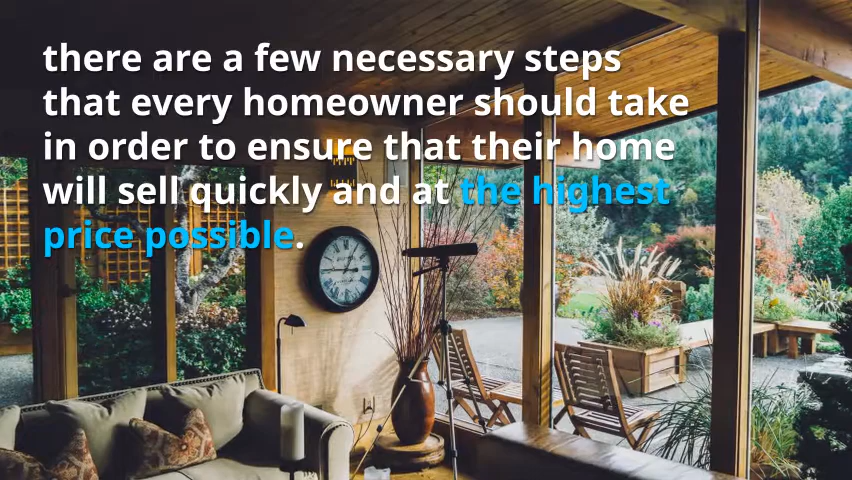 there are a few necessary steps
that every homeowner should take
in order to ensure that their home
will sell quickly and at the highest
price possible.